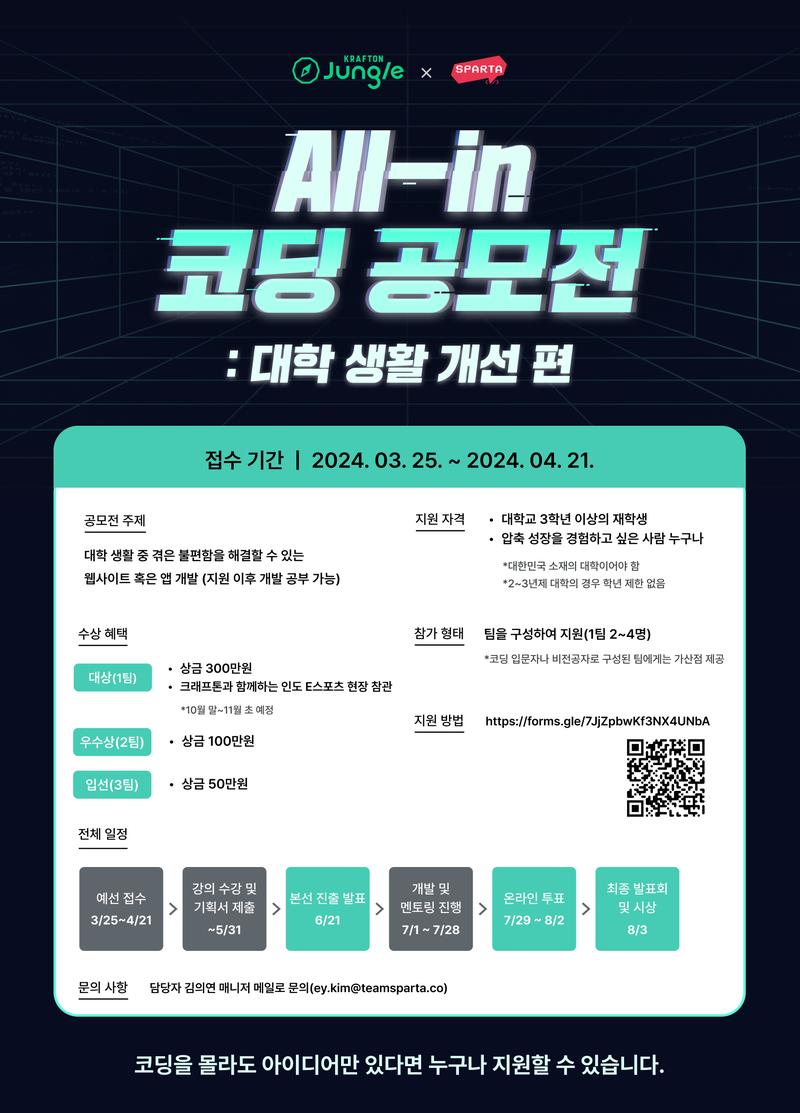 KRAFTON
Jungle × SPARTA
All-in
코딩 공모전
: 대학 생활 개선 편
접수 기간 | 2024. 03. 25. ~ 2024. 04. 21.
공모전 주제
대학 생활 중 겪은 불편함을 해결할 수 있는
웹사이트 혹은 앱 개발 (지원 이후 개발 공부 가능)
지원 자격
• 대학교 3학년 이상의 재학생
• 압축 성장을 경험하고 싶은 사람 누구나
*대한민국 소재의 대학이어야 함
*2~3년제 대학의 경우 학년 제한 없음
수상 혜택
대상(1팀)
• 상금 300만원
• 크래프톤과 함께하는 인도 E스포츠 현장 참관
*10월 말~11월 초 예정
우수상(2팀)
• 상금 100만원
입선(3팀)
• 상금 50만원
참가 형태
팀을 구성하여 지원(1팀 2~4명)
*코딩 입문자나 비전공자로 구성된 팀에게는 가산점 제공
지원 방법
https://forms.gle/7JjZpbwKf3NX4UNbA
전체 일정
예선 접수
3/25~4/21
강의 수강 및
기획서 제출
~5/31
본선 진출 발표
6/21
개발 및
멘토링 진행
7/1 ~ 7/28
온라인 투표
7/29 ~ 8/2
최종 발표회
및 시상
8/3
문의 사항
담당자 김의연 매니저 메일로 문의(ey.kim@teamsparta.co)
코딩을 몰라도 아이디어만 있다면 누구나 지원할 수 있습니다.